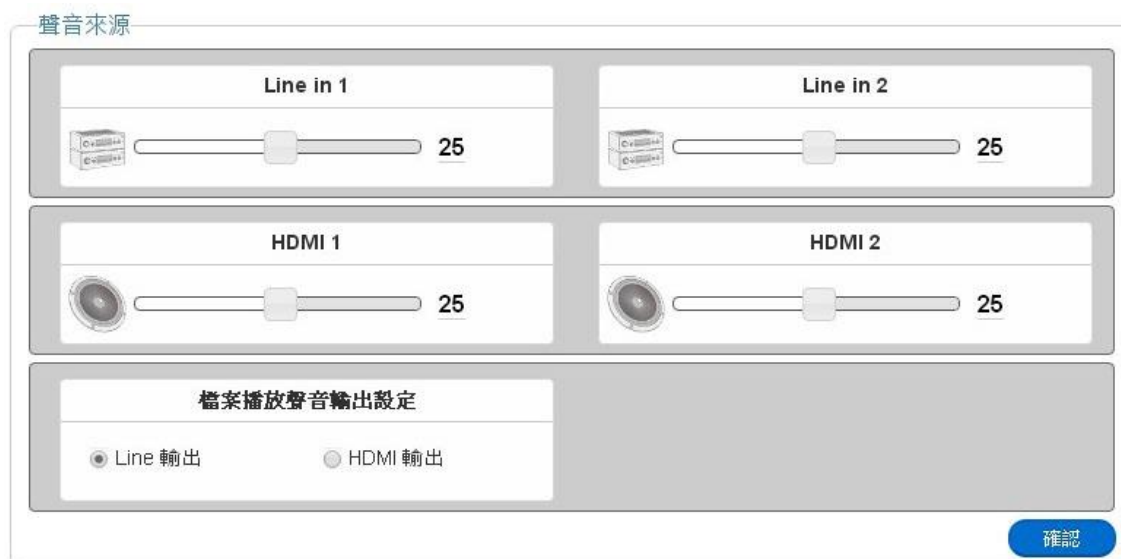 聲音來源
Line in 1
Line in 2
25
25
HDMI 1
HDMI 2
25
25
檔案播放聲音輸出設定
Line 輸出
HDMI 輸出
確認